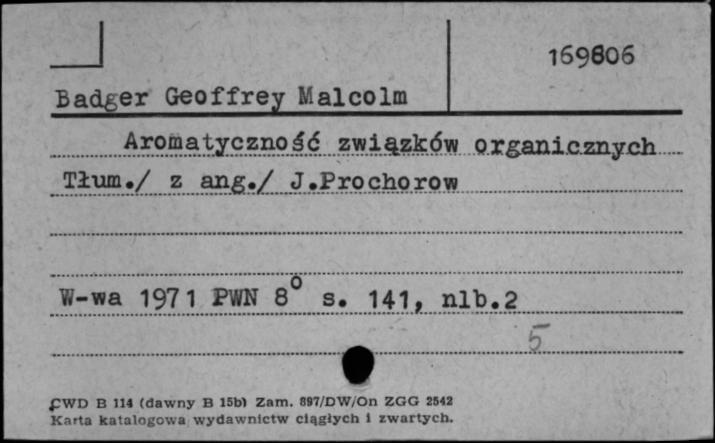 169806
Badger Geoffrey Malcolm
Aromatyczność związków organicznych
Tłum./ z ang./ J.Prochorow
W-wa 1971 PWN 8° s. 141, nlb.2
5
CWD B 114 (dawny B 15b) Zam. 897/DW/On ZGG 2542
Karta katalogowa wydawnictw ciągłych i zwartych.